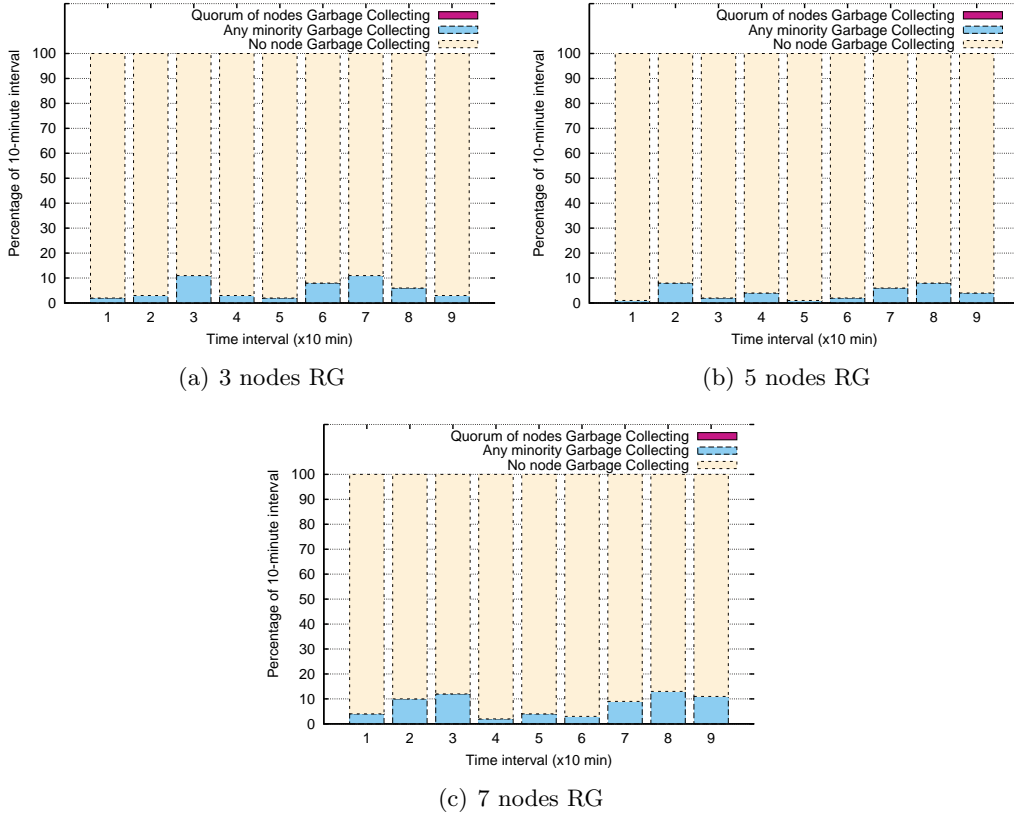 Quorum of nodes Garbage Collecting
Any minority Garbage Collecting
No node Garbage Collecting
100
90
80
70
60
50
40
30
20
10
0
Percentage of 10-minute interval
1 2 3 4 5 6 7 8 9
Time interval (x10 min)
(a) 3 nodes RG
Quorum of nodes Garbage Collecting
Any minority Garbage Collecting
No node Garbage Collecting
100
90
80
70
60
50
40
30
20
10
0
Percentage of 10-minute interval
1 2 3 4 5 6 7 8 9
Time interval (x10 min)
(b) 5 nodes RG
Quorum of nodes Garbage Collecting
Any minority Garbage Collecting
No node Garbage Collecting
100
90
80
70
60
50
40
30
20
10
0
Percentage of 10-minute interval
1 2 3 4 5 6 7 8 9
Time interval (x10 min)
(c) 7 nodes RG